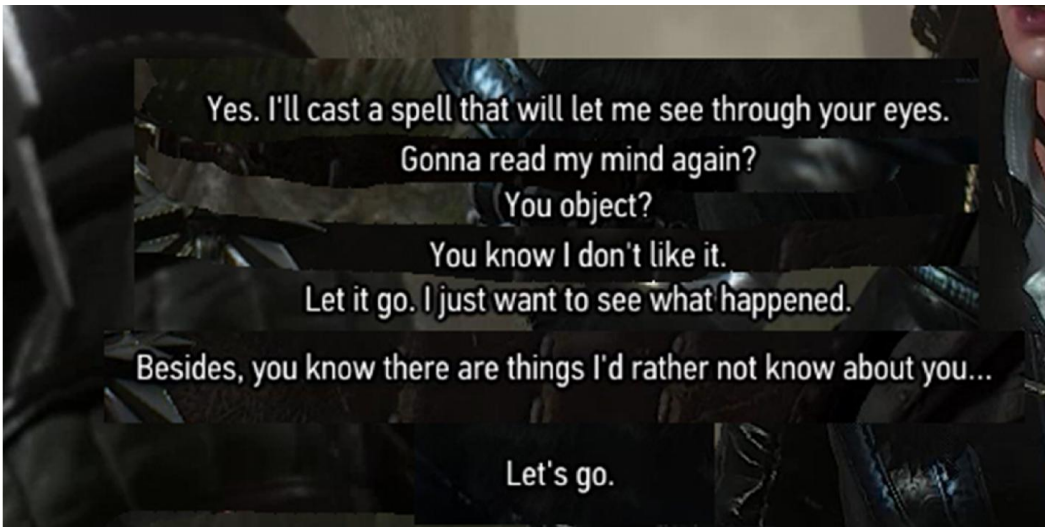 Yes. I'll cast a spell that will let me see through your eyes.
Gonna read my mind again?
You object?
You know I don't like it.
Let it go. I just want to see what happened.
Besides, you know there are things I'd rather not know about you...
Let's go.